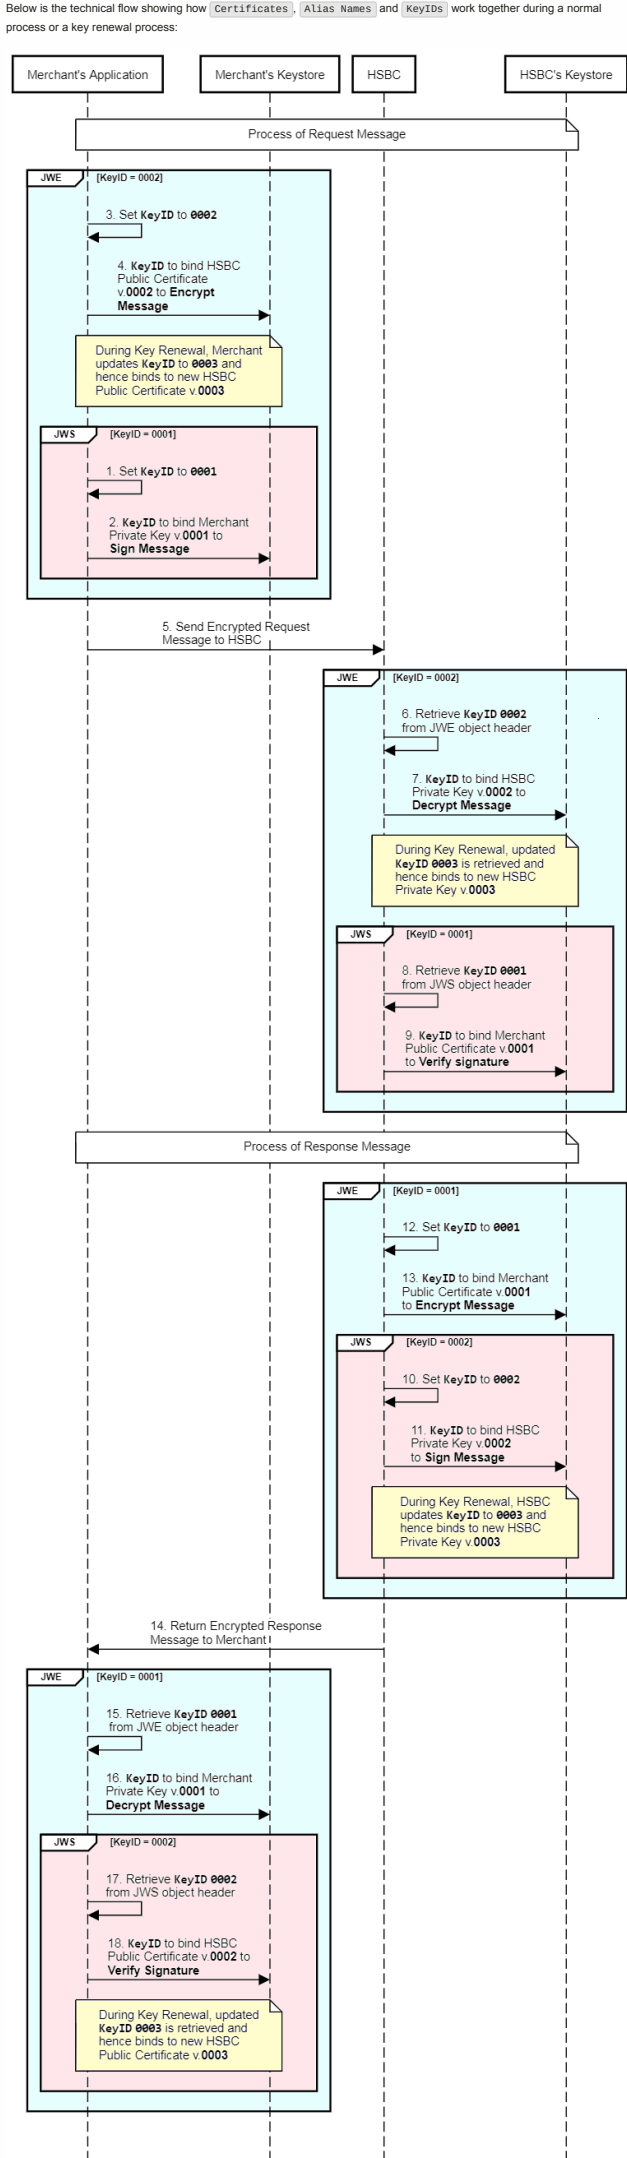 Below is the technical flow showing how Certificates, Alias Names and KeyIDs work together during a normal
process or a key renewal process:
Merchant's Application
Merchant's Keystore
HSBC
HSBC's Keystore
Process of Request Message
JWE
[KeyID = 0002]
3. Set KeyID to 0002
4. KeyID to bind HSBC
Public Certificate
v.0002 to Encrypt
Message
During Key Renewal, Merchant
updates KeyID to 0003 and
hence binds to new HSBC
Public Certificate v.0003
JWS
[KeyID = 0001]
1. Set KeyID to 0001
2. KeyID to bind Merchant
Private Key v.0001 to
Sign Message
5. Send Encrypted Request
Message to HSBC
JWE
[KeyID = 0002]
6. Retrieve KeyID 0002
from JWE object header
7. KeyID to bind HSBC
Private Key v.0002 to
Decrypt Message
During Key Renewal, updated
KeyID 0003 is retrieved and
hence binds to new HSBC
Private Key v.0003
JWS
[KeyID = 0001]
8. Retrieve KeyID 0001
from JWS object header
9. KeyID to bind Merchant
Public Certificate v.0001
to Verify signature
Process of Response Message
JWE
[KeyID = 0001]
12. Set KeyID to 0001
13. KeyID to bind Merchant
Public Certificate v.0001
to Encrypt Message
JWS
[KeyID = 0002]
10. Set KeyID to 0002
11. KeyID to bind HSBC
Private Key v.0002
to Sign Message
During Key Renewal, HSBC
updates KeyID to 0003 and
hence binds to new HSBC
Private Key v.0003
14. Return Encrypted Response
Message to Merchant
JWE
[KeyID = 0001]
15. Retrieve KeyID 0001
from JWE object header
16. KeyID to bind Merchant
Private Key v.0001 to
Decrypt Message
JWS
[KeyID = 0002]
17. Retrieve KeyID 0002
from JWS object header
18. KeyID to bind HSBC
Public Certificate v.0002 to
Verify Signature
During Key Renewal, updated
KeyID 0003 is retrieved and
hence binds to new HSBC
Public Certificate v.0003